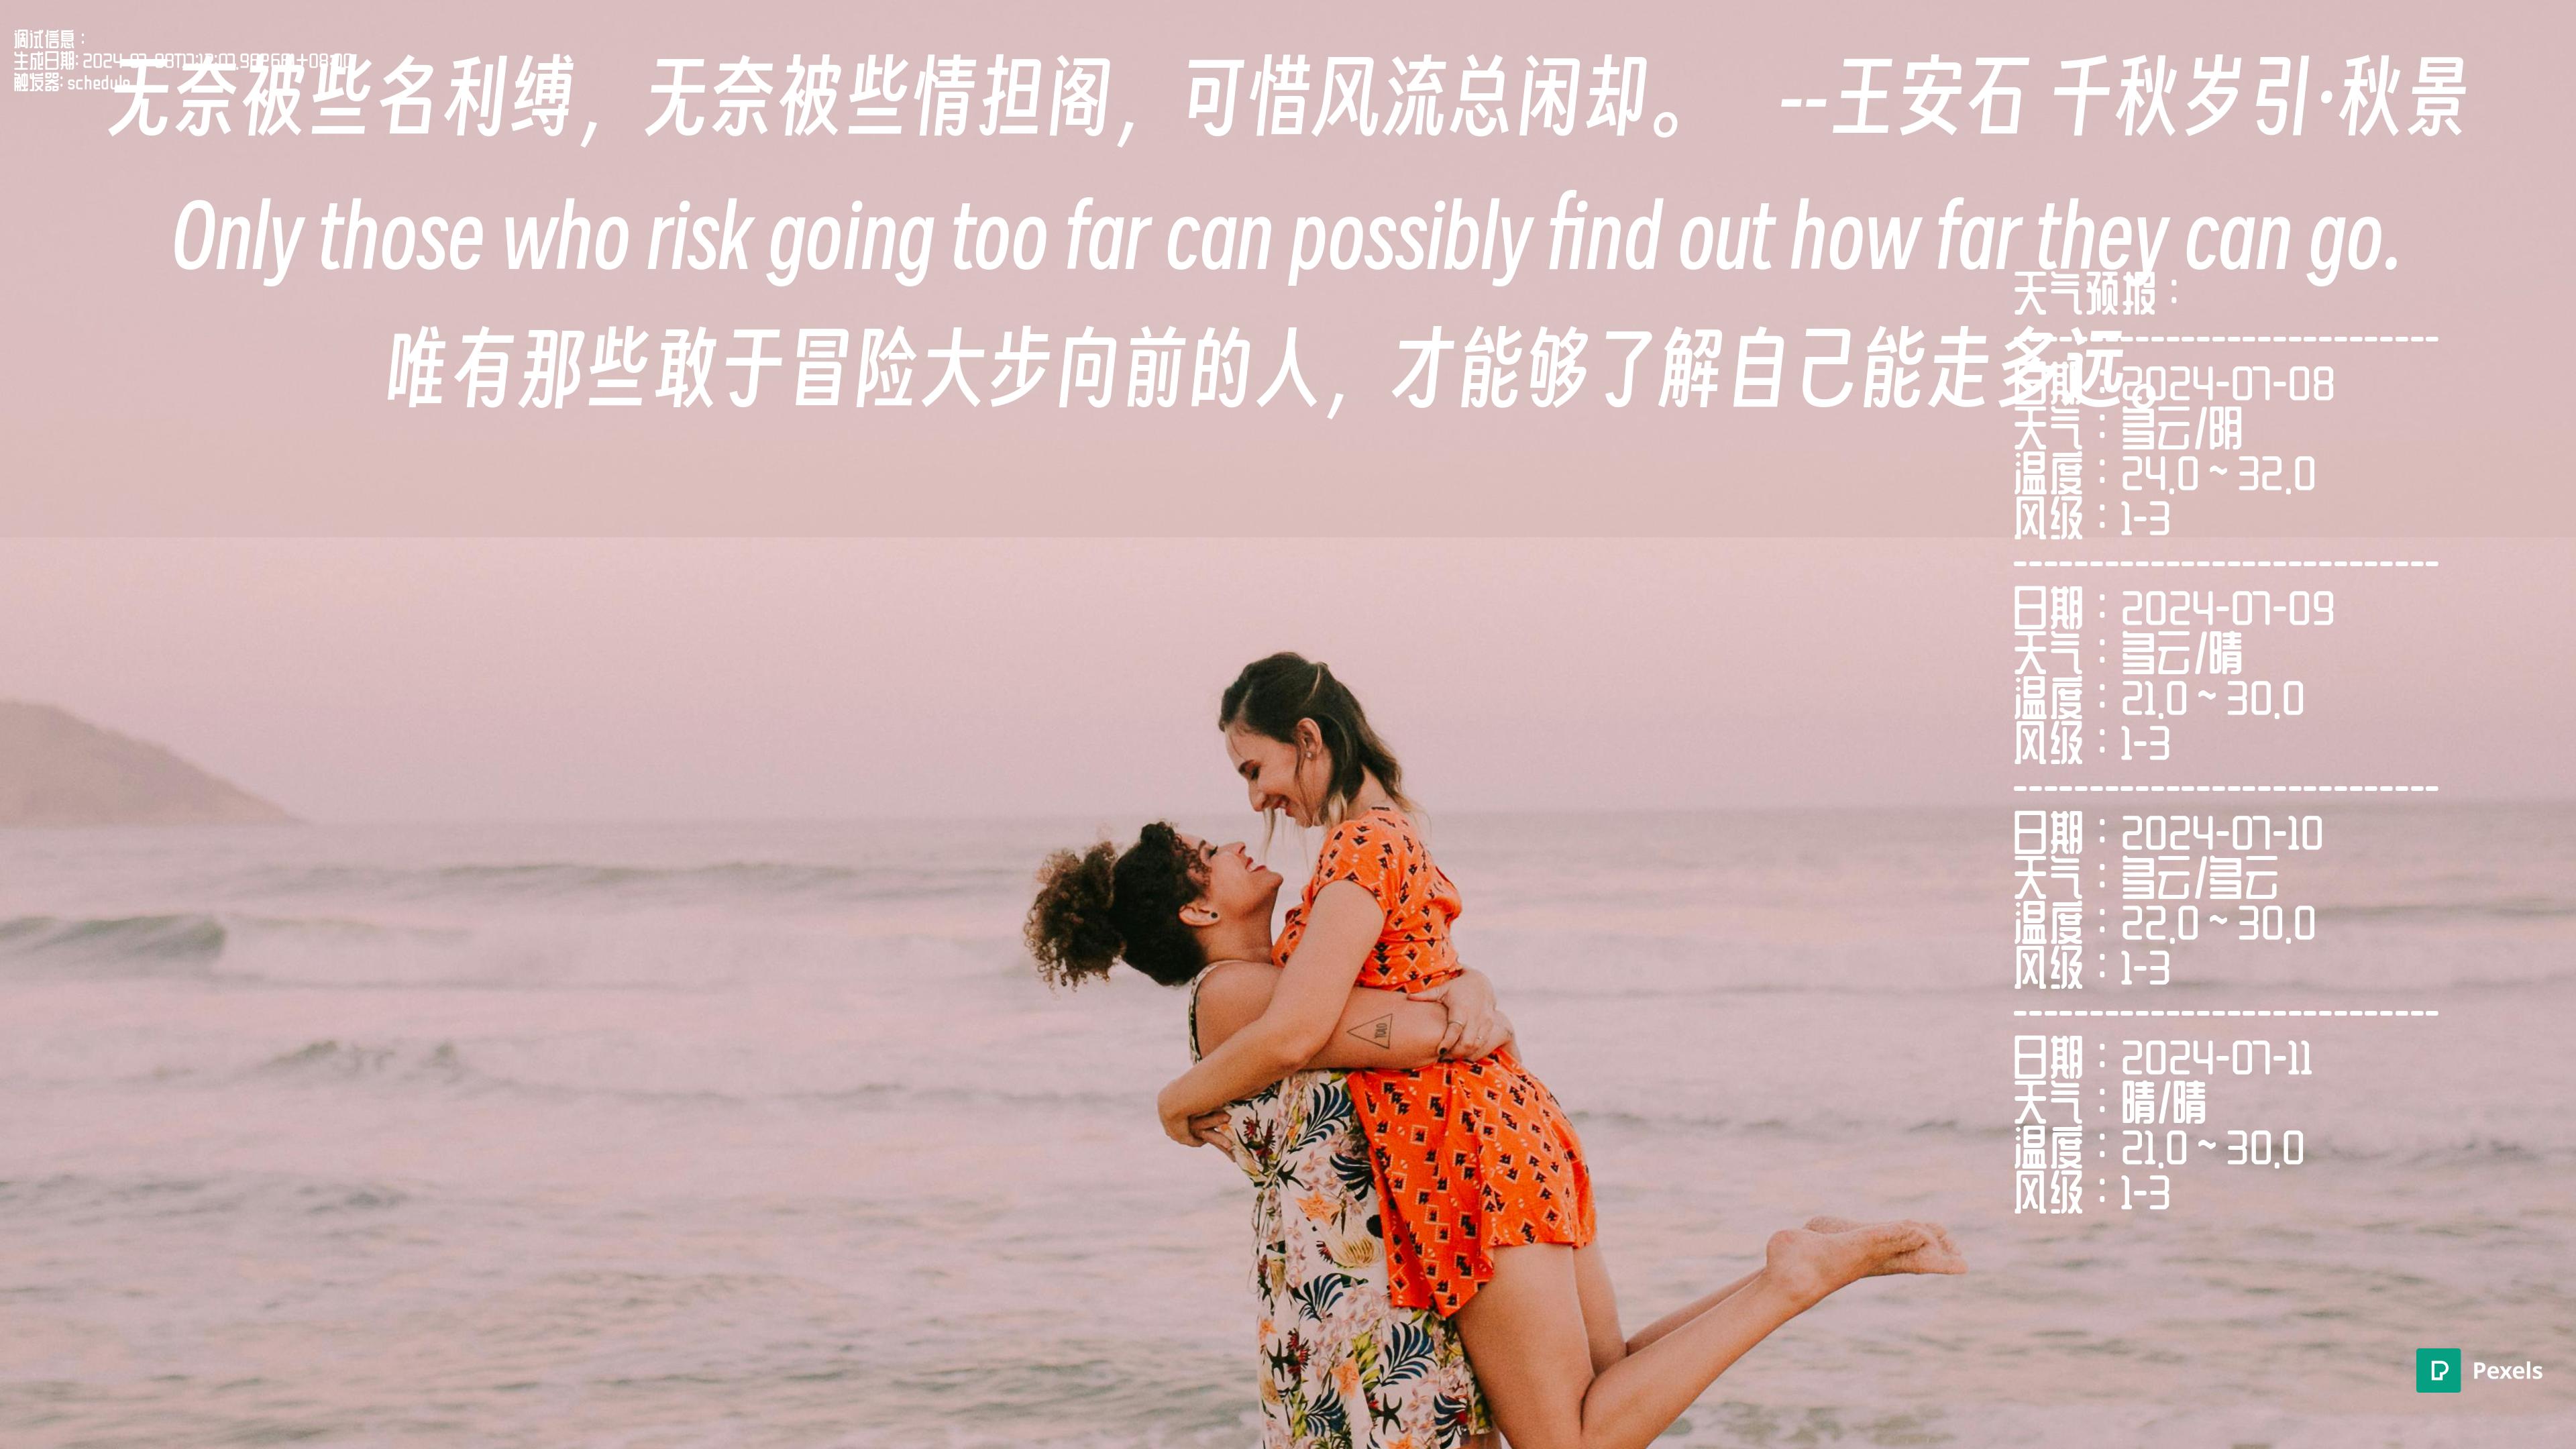 调试信息：
生成日期: 2024-07-08T17:12:07.
触发器: schedule
无奈被些名利缚，无奈被些情担阁，可惜风流总闲却。 --王安石 千秋岁引·秋景
Only those who risk going too far can possibly find out how far they can go.
唯有那些敢于冒险大步向前的人，才能够了解自己能走多远。
天气预报：
----------------------------
日期：2024-07-08
天气：多云/阴
温度：24.0 ~ 32.0
风级：1-3
----------------------------
日期：2024-07-09
天气：多云/晴
温度：21.0 ~ 30.0
风级：1-3
----------------------------
日期：2024-07-10
天气：多云/多云
温度：22.0 ~ 30.0
风级：1-3
----------------------------
日期：2024-07-11
天气：晴/晴
温度：21.0 ~ 30.0
风级：1-3
Pexels